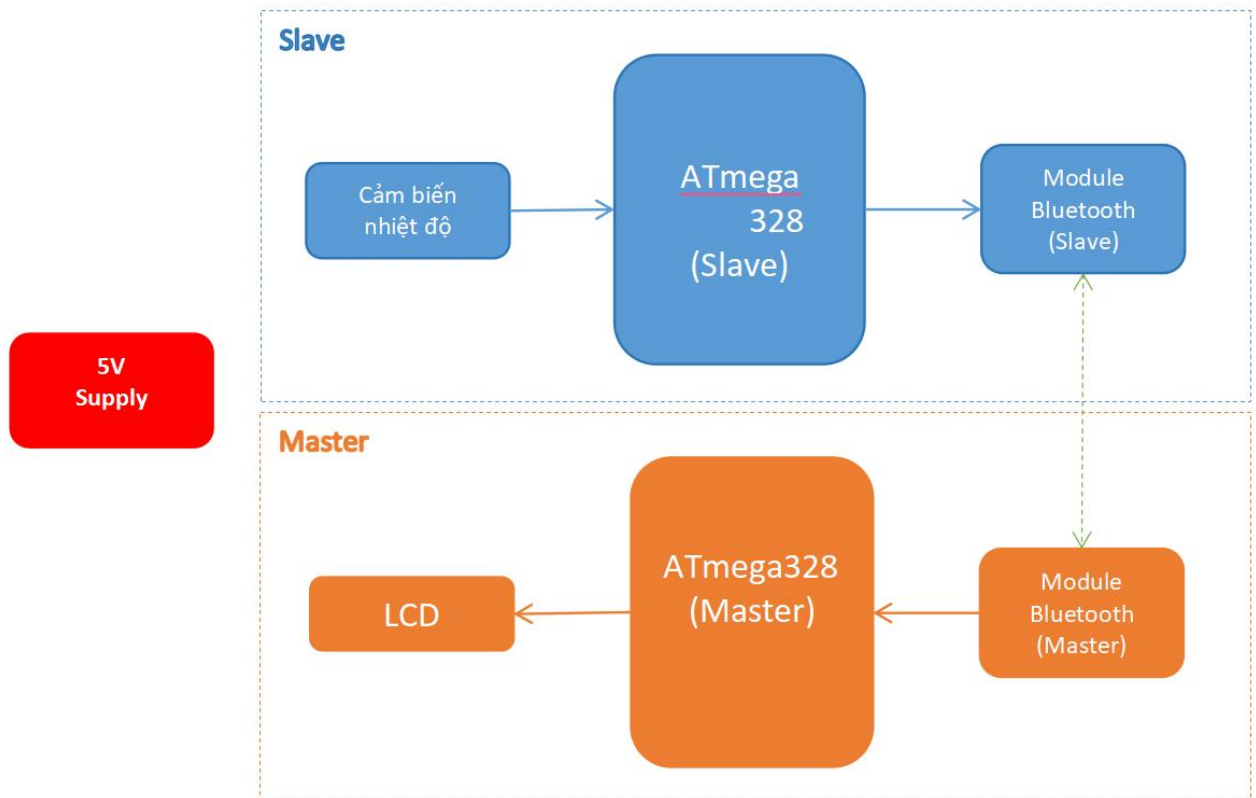 Slave
Cảm biến
nhiệt độ
ATmega
328
(Slave)
Module
Bluetooth
(Slave)
5V
Supply
Master
LCD
ATmega328
(Master)
Module
Bluetooth
(Master)